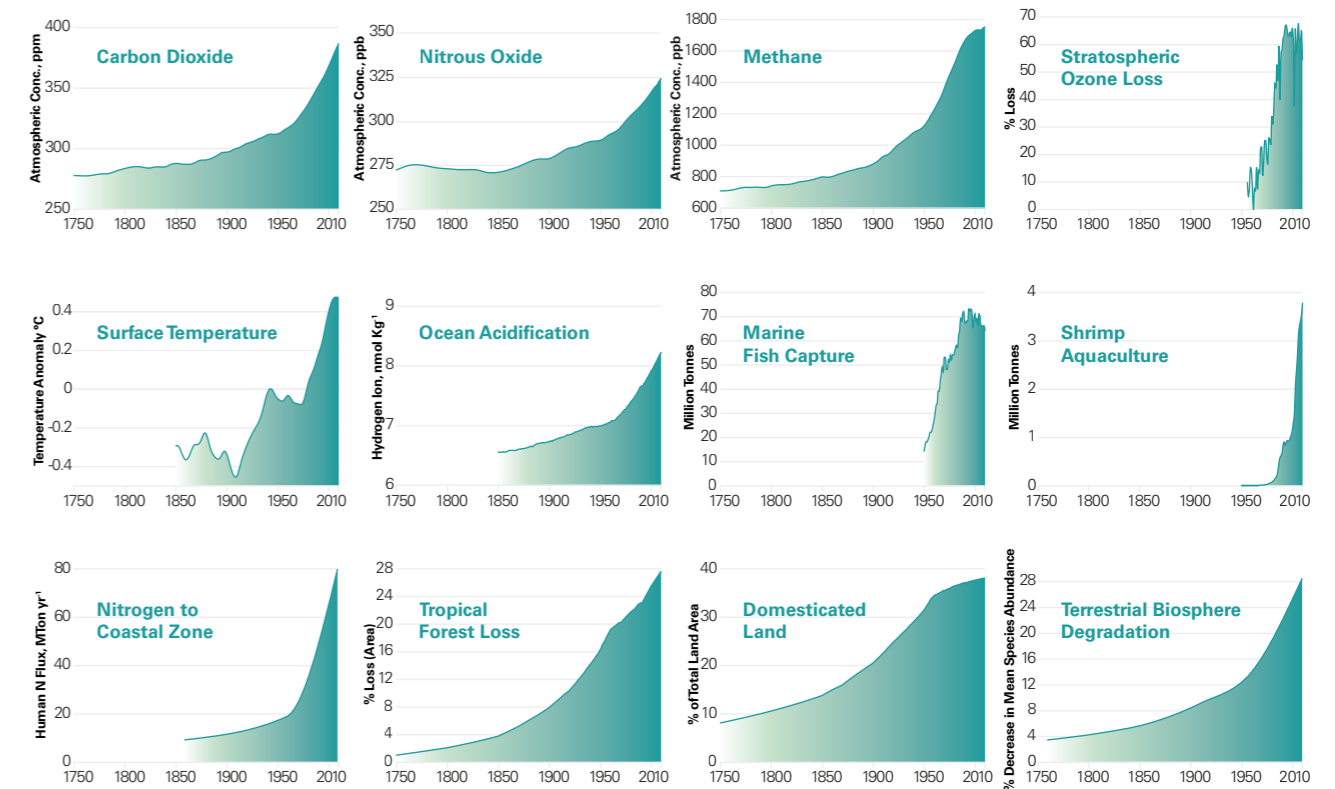 Carbon Dioxide
Atmospheric Conc., ppm
400
350
300
250
1750 1800 1850 1900 1950 2010
Nitrous Oxide
Atmospheric Conc., ppb
350
325
300
275
250
1750 1800 1850 1900 1950 2010
Methane
Atmospheric Conc., ppb
1800
1600
1400
1200
1000
800
600
1750 1800 1850 1900 1950 2010
Stratospheric
Ozone Loss
% Loss
70
60
50
40
30
20
10
0
1750 1800 1850 1900 1950 2010
Surface Temperature
Temperature Anomaly °C
0.4
0.2
0
-0.2
-0.4
1750 1800 1850 1900 1950 2010
Ocean Acidification
Hydrogen Ion, nmol Kg⁻¹
9
8
7
6
1750 1800 1850 1900 1950 2010
Marine
Fish Capture
Million Tonnes
80
70
60
50
40
30
20
10
0
1750 1800 1850 1900 1950 2010
Shrimp
Aquaculture
Million Tonnes
4
3
2
1
0
1750 1800 1850 1900 1950 2010
Nitrogen to
Coastal Zone
Human N Flux, MTon yr⁻¹
80
60
40
20
0
1750 1800 1850 1900 1950 2010
Tropical
Forest Loss
% Loss (Area)
28
24
20
16
12
8
4
0
1750 1800 1850 1900 1950 2010
Domesticated
Land
% of Total Land Area
40
30
20
10
0
1750 1800 1850 1900 1950 2010
Terrestrial Biosphere
Degradation
% Decrease in Mean Species Abundance
28
24
20
16
12
8
4
0
1750 1800 1850 1900 1950 2010